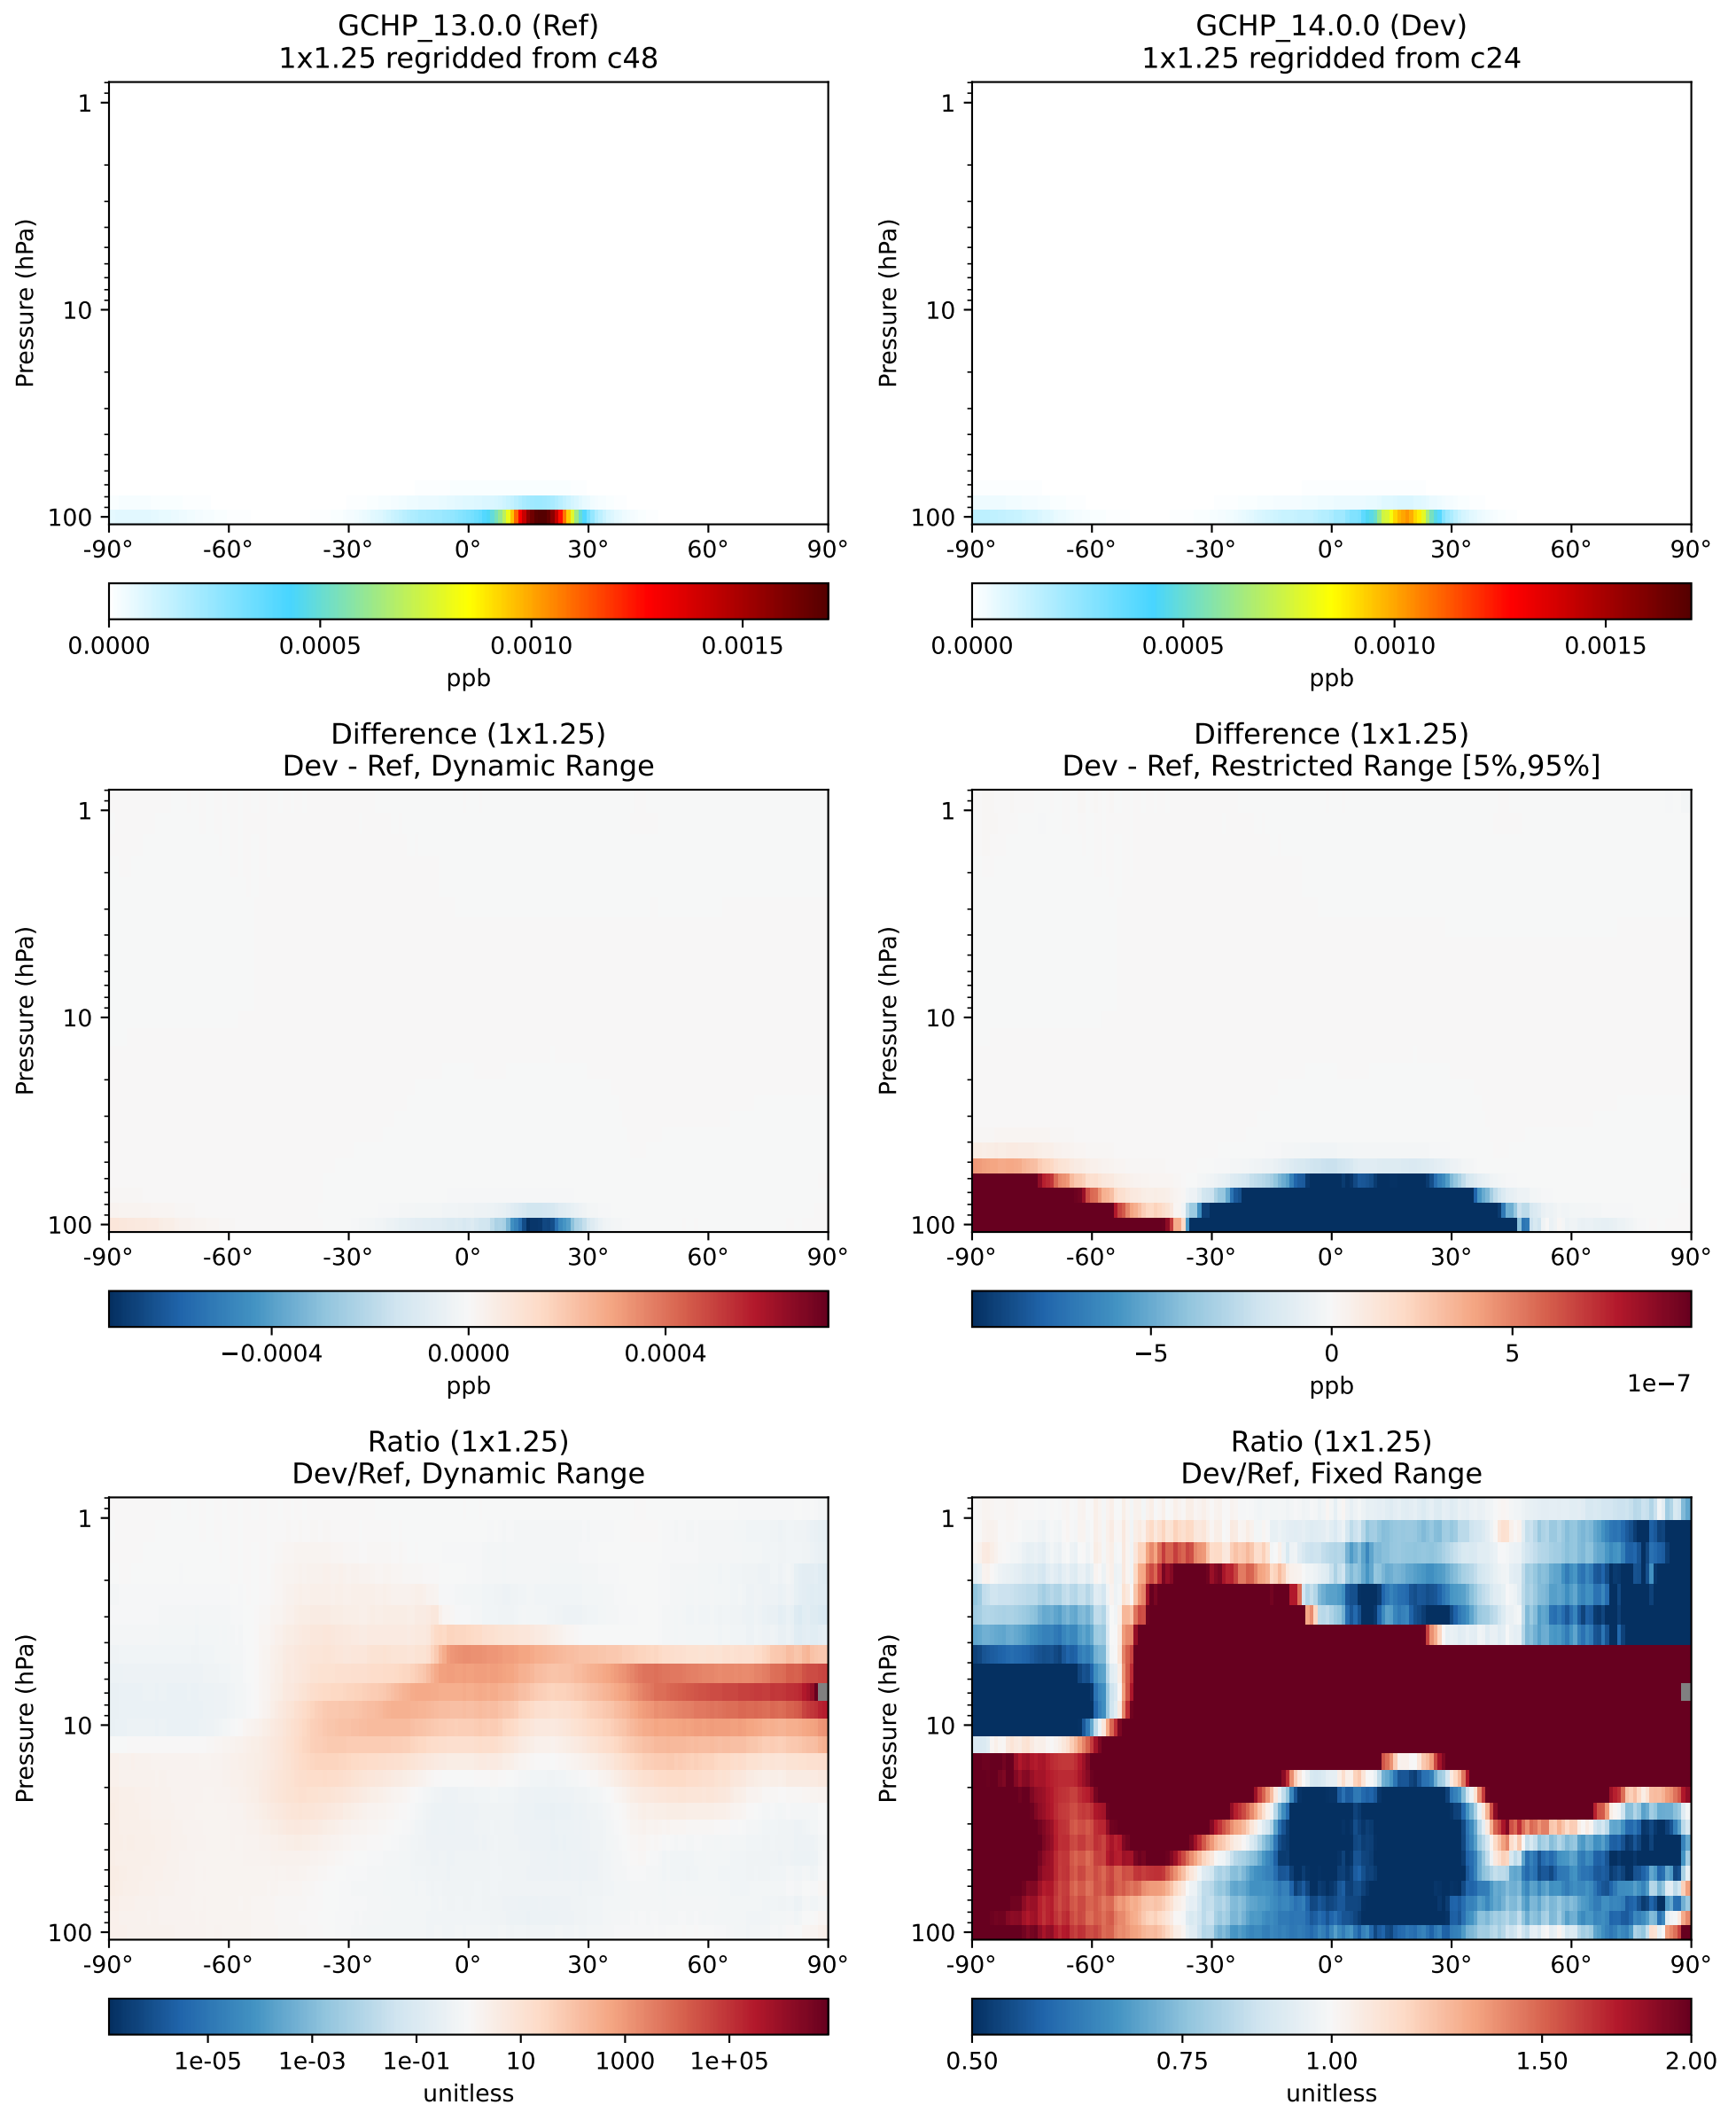 GCHP_13.0.0 (Ref)
1x1.25 regridded from c48
Pressure (hPa)
1
10
100
-90° -60° -30° 0° 30° 60° 90°
0.0000 0.0005 0.0010 0.0015
ppb
GCHP_14.0.0 (Dev)
1x1.25 regridded from c24
Pressure (hPa)
1
10
100
-90° -60° -30° 0° 30° 60° 90°
0.0000 0.0005 0.0010 0.0015
ppb
Difference (1x1.25)
Dev - Ref, Dynamic Range
Pressure (hPa)
1
10
100
-90° -60° -30° 0° 30° 60° 90°
−0.0004 0.0000 0.0004
ppb
Difference (1x1.25)
Dev - Ref, Restricted Range [5%,95%]
Pressure (hPa)
1
10
100
-90° -60° -30° 0° 30° 60° 90°
−5 0 5
1e−7
ppb
Ratio (1x1.25)
Dev/Ref, Dynamic Range
Pressure (hPa)
1
10
100
-90° -60° -30° 0° 30° 60° 90°
1e-05 1e-03 1e-01 10 1000 1e+05
unitless
Ratio (1x1.25)
Dev/Ref, Fixed Range
Pressure (hPa)
1
10
100
-90° -60° -30° 0° 30° 60° 90°
0.50 0.75 1.00 1.50 2.00
unitless